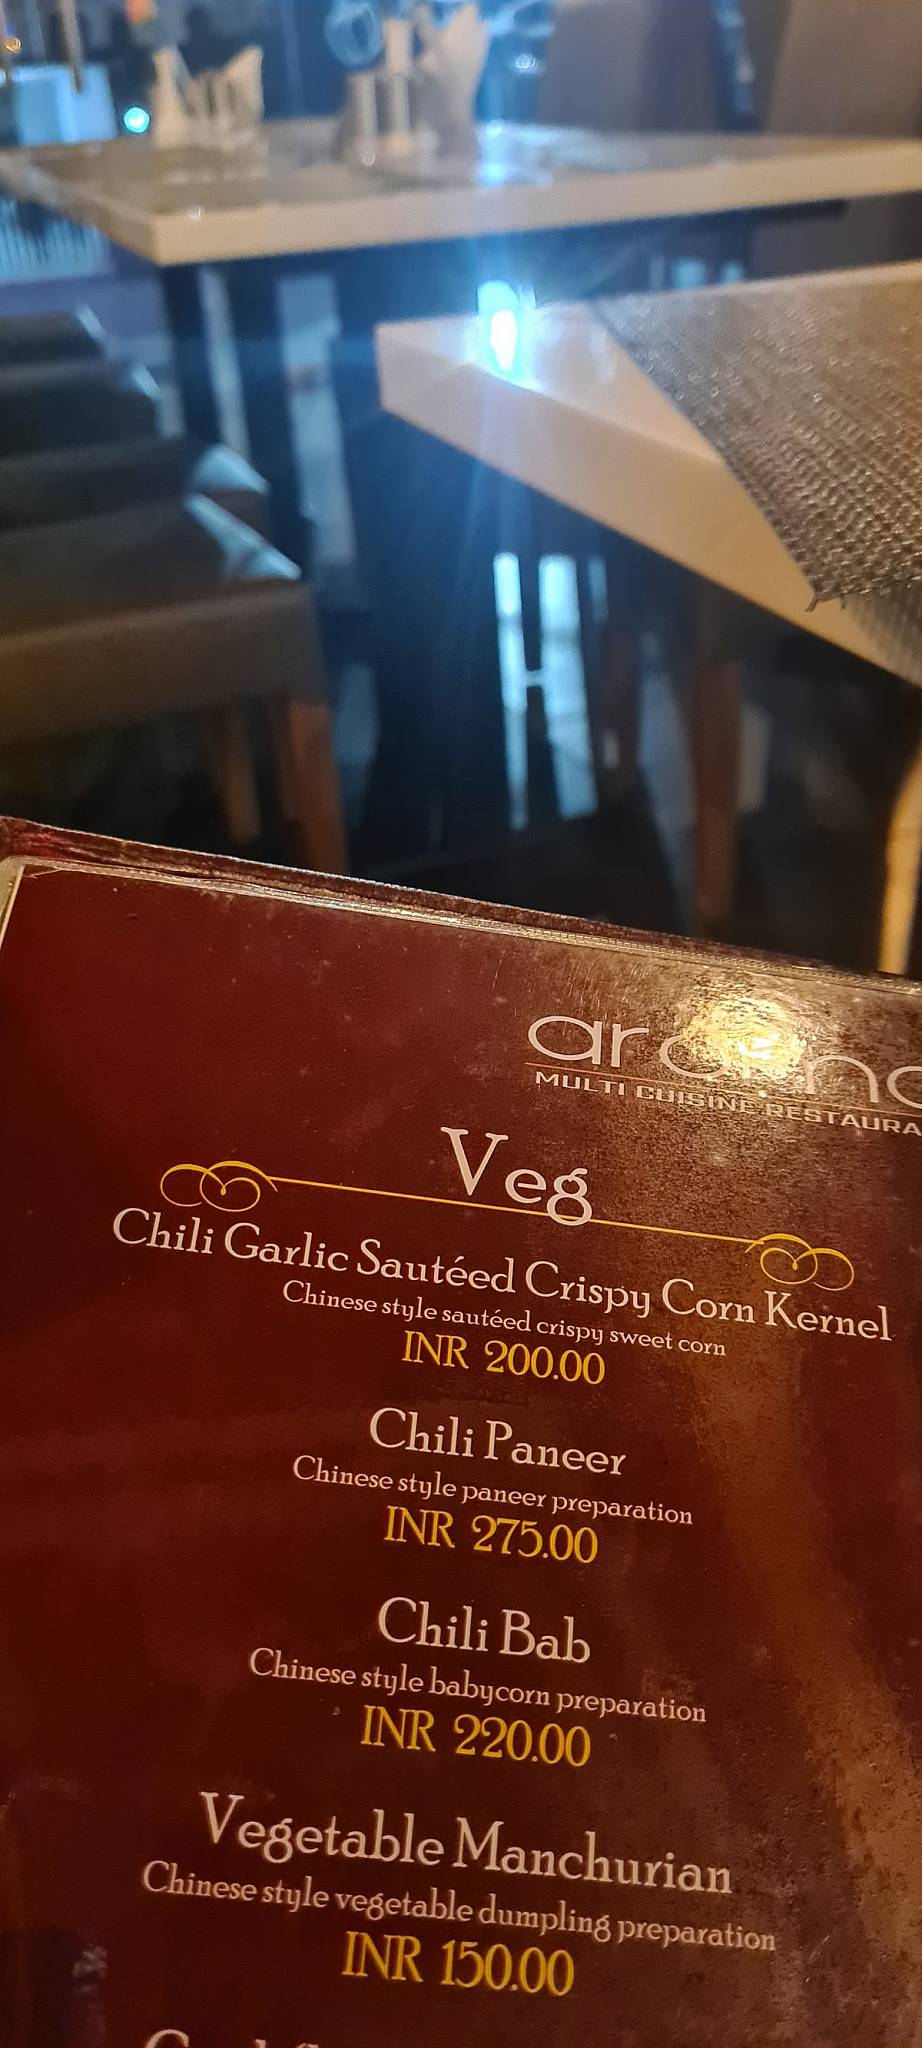 MULTI CUISINE
Veg
Chili Garlic Sautéed Crispy Corn Kernel
Chinese style sautéed crispy sweet corn
INR 200.00
Chili Paneer
Chinese style paneer preparation
INR 275.00
Chili Bab
Chinese style babycorn preparation
INR 220.00
Vegetable Manchurian
Chinese style vegetable dumpling preparation
INR 150.00